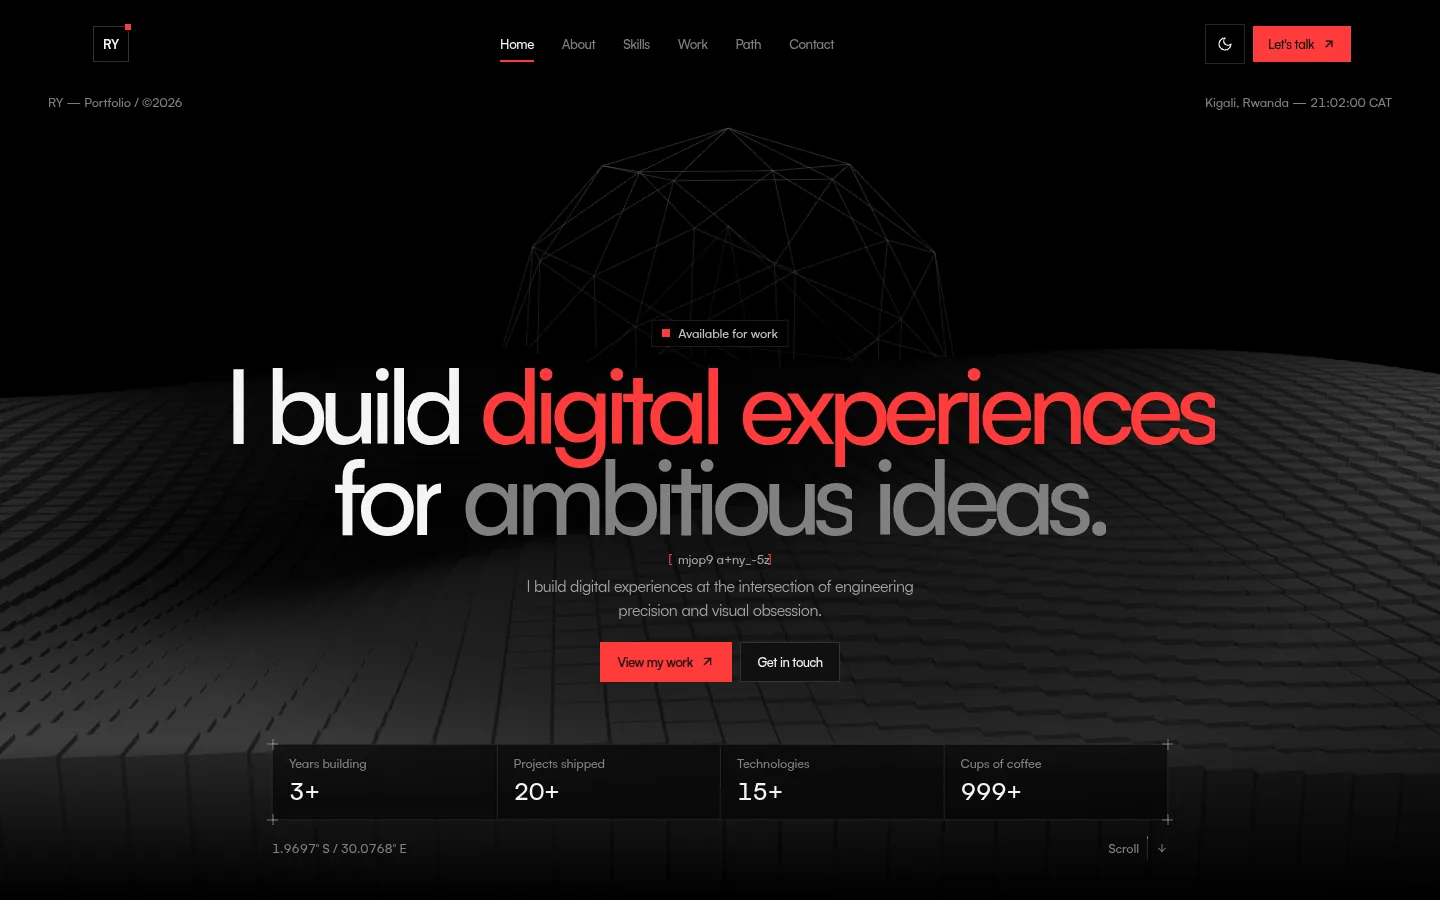 RY
Home
About
Skills
Work
Path
Contact
Let's talk
RY — Portfolio / ©2026
Kigali, Rwanda — 21:02:00 CAT
Available for work
I build digital experiences
for ambitious ideas.
[ mjop9 a+ny_-5z]
I build digital experiences at the intersection of engineering
precision and visual obsession.
View my work
Get in touch
Years building
3+
Projects shipped
20+
Technologies
15+
Cups of coffee
999+
1.9697° S / 30.0768° E
Scroll